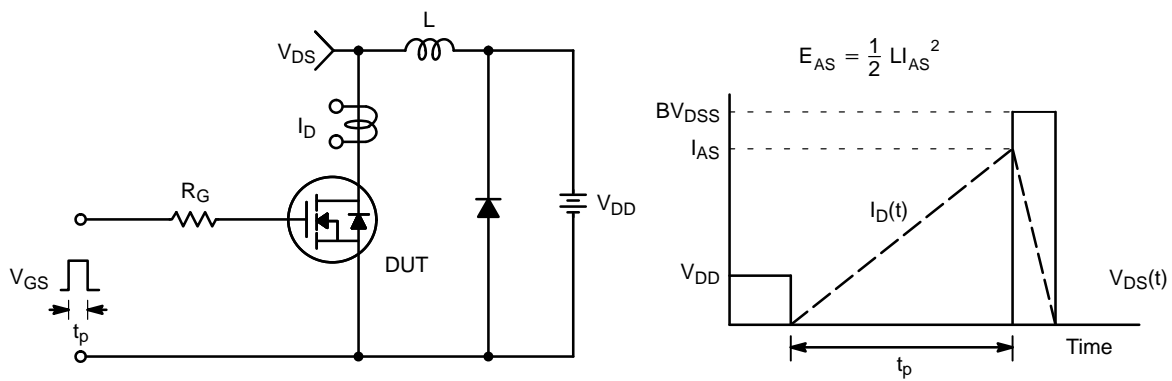 V_DS
L
I_D
R_G
V_DD
DUT
V_GS
t_p
E_AS = 1/2 LI_AS^2
BV_DSS
I_AS
I_D(t)
V_DD
V_DS(t)
Time
t_p